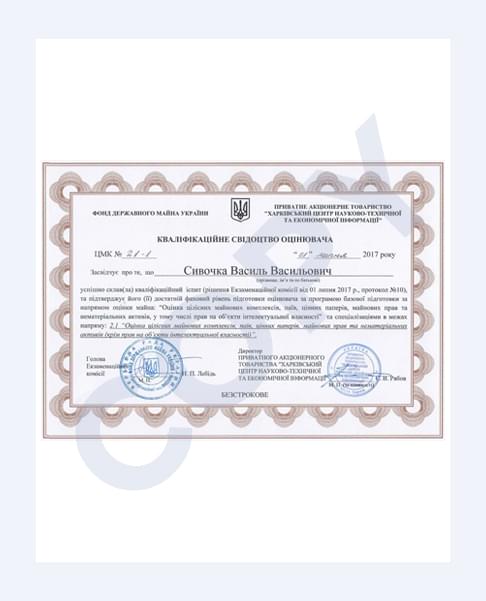 ФОНД ДЕРЖАВНОГО МАЙНА УКРАЇНИ
ПРИВАТНЕ АКЦІОНЕРНЕ ТОВАРИСТВО
"ХАРКІВСЬКИЙ ЦЕНТР НАУКОВО-ТЕХНІЧНОЇ
ТА ЕКОНОМІЧНОЇ ІНФОРМАЦІЇ"
КВАЛІФІКАЦІЙНЕ СВІДОЦТВО ОЦІНЮВАЧА
ЦМК № 21-1 "01" липня 2017 року
Засвідчує про те, що Сивочка Василь Васильович
(прізвище, ім'я та по батькові)
успішно склав(ла) кваліфікаційний іспит (рішення Екзаменаційної комісії від 01 липня 2017 р., протокол №10),
та підтверджує його (її) достатній фаховий рівень підготовки оцінювача за програмою базової підготовки за
напрямом оцінки майна: "Оцінка цілісних майнових комплексів, паїв, цінних паперів, майнових прав та
нематеріальних активів, у тому числі прав на об'єкти інтелектуальної власності" та спеціалізаціями в межах
напряму: 2.1 "Оцінка цілісних майнових комплексів, паїв, цінних паперів, майнових прав та нематеріальних
активів (крім прав на об'єкти інтелектуальної власності)".
Голова
Екзаменаційної
комісії
Н.П. Лебідь
М.П.
Директор
ПРИВАТНОГО АКЦІОНЕРНОГО
ТОВАРИСТВА "ХАРКІВСЬКИЙ
ЦЕНТР НАУКОВО-ТЕХНІЧНОЇ
ТА ЕКОНОМІЧНОЇ ІНФОРМАЦІЇ"
С.В. Рябов
М.П. (за наявності)
БЕЗСТРОКОВЕ
COPY